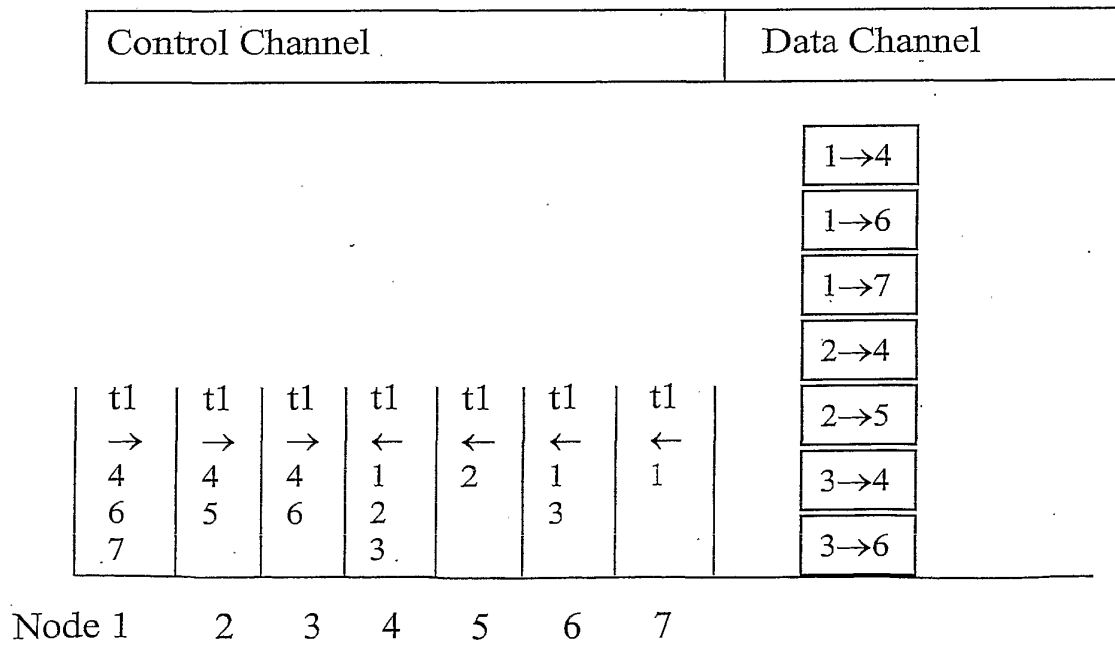 Control Channel Data Channel
1→4
1→6
1→7
2→4
t1 t1 t1 t1 t1 t1 t1 2→5
→ → → ← ← ← ←
4 4 4 1 2 1 1 3→4
6 5 6 2 3
7 3 3→6
Node 1 2 3 4 5 6 7